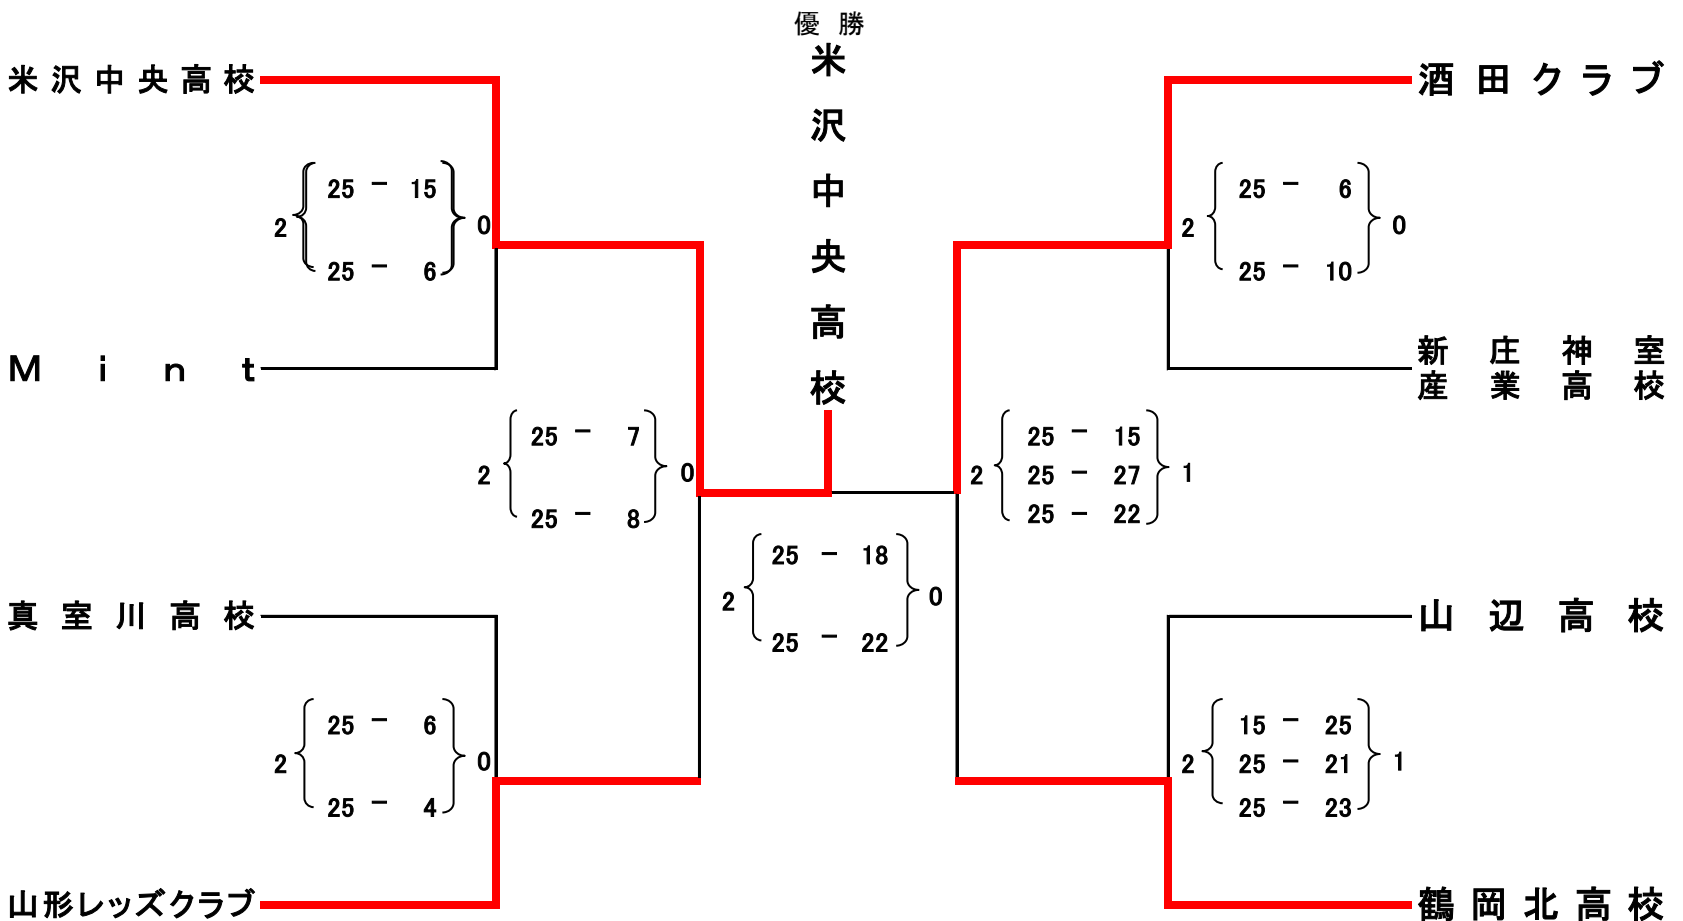 優勝
米沢中央高校
米沢中央高校
25 - 15
2 0
25 - 6
Mint
25 - 7
2 0
25 - 8
真室川高校
25 - 6
2 0
25 - 4
山形レッズクラブ
25 - 18
2 0
25 - 22
酒田クラブ
25 - 6
2 0
25 - 10
新庄神室
産業高校
25 - 15
2 25 - 27 1
25 - 22
山辺高校
15 - 25
2 25 - 21 1
25 - 23
鶴岡北高校